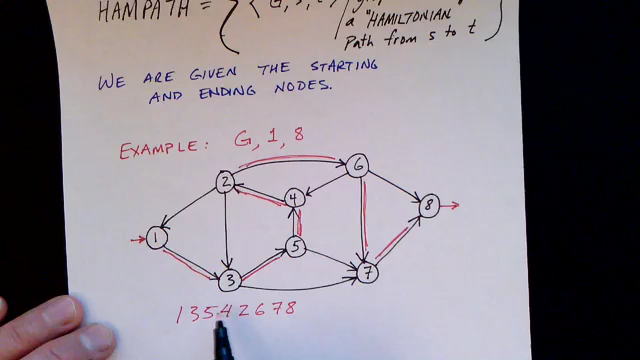 HAMPATH = { ⟨ G, s, t ⟩ |
a "HAMILTONIAN"
Path from s to t }
WE ARE GIVEN THE STARTING
AND ENDING NODES.
EXAMPLE: G, 1, 8
2
6
4
8
1
5
3
7
13542678